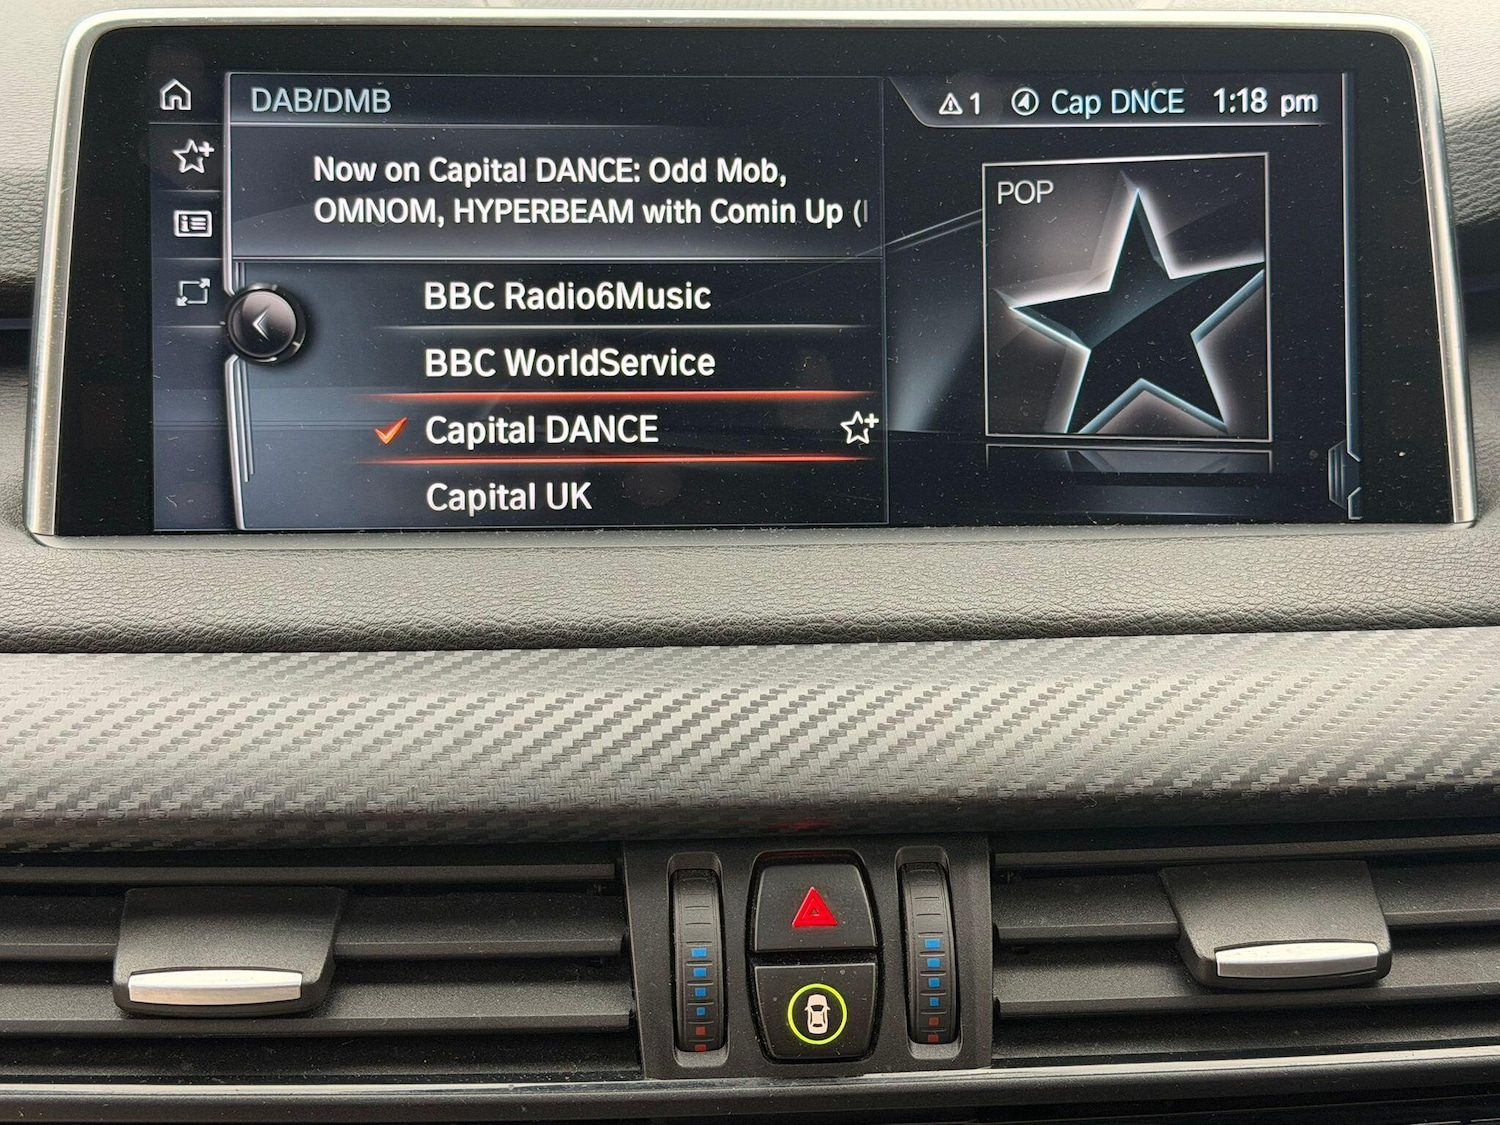 DAB/DMB
1 Cap DNCE 1:18 pm
Now on Capital DANCE: Odd Mob,
OMNOM, HYPERBEAM with Comin Up (
POP
BBC Radio6Music
BBC WorldService
Capital DANCE
Capital UK